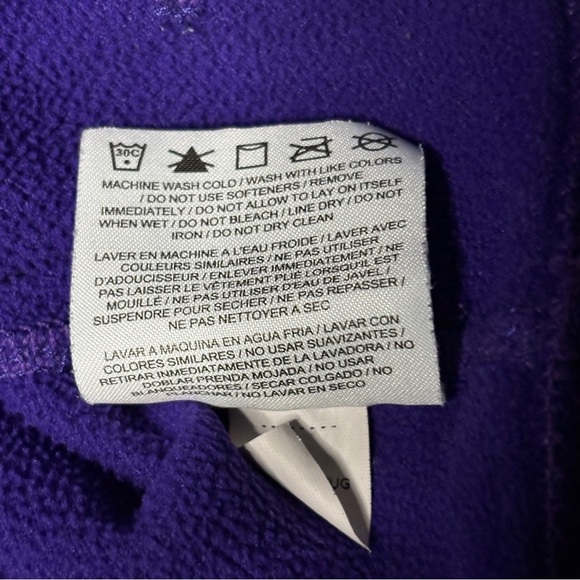 30C
MACHINE WASH COLD / WASH WITH LIKE COLORS
/ DO NOT USE SOFTENERS / REMOVE
IMMEDIATELY / DO NOT ALLOW TO LAY ON ITSELF
WHEN WET / DO NOT BLEACH / LINE DRY / DO NOT
IRON / DO NOT DRY CLEAN
LAVER EN MACHINE A L'EAU FROIDE / LAVER AVEC
COULEURS SIMILAIRES / NE PAS UTILISER
D'ADOUCISSEUR / ENLEVER IMMEDIATEMENT / NE
PAS LAISSER LE VÊTEMENT PLIÉ LORSQU'IL EST
MOUILLÉ / NE PAS UTILISER D'EAU DE JAVEL /
SUSPENDRE POUR SECHER / NE PAS REPASSER /
NE PAS NETTOYER A SEC
LAVAR A MAQUINA EN AGUA FRIA / LAVAR CON
COLORES SIMILARES / NO USAR SUAVIZANTES /
RETIRAR INMEDIATAMENTE DE LA LAVADORA / NO
DOBLAR PRENDA MOJADA / NO USAR
BLANQUEADORES / SECAR COLGADO / NO
PLANCHAR / NO LAVAR EN SECO
UG